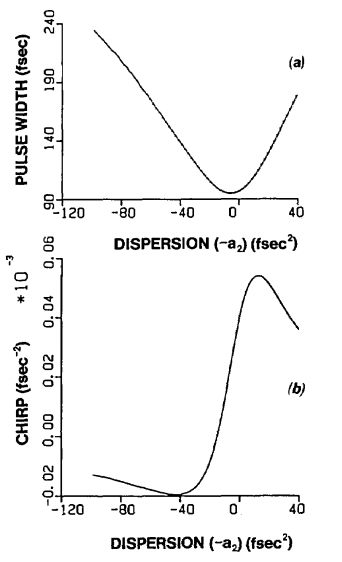 240
190
140
90
PULSE WIDTH (fsec)
(a)
-120 -80 -40 0 40
DISPERSION (-a₂) (fsec²)
* 10⁻³
0.06
0.04
0.02
0.00
-0.02
CHIRP (fsec⁻²)
(b)
-120 -80 -40 0 40
DISPERSION (-a₂) (fsec²)